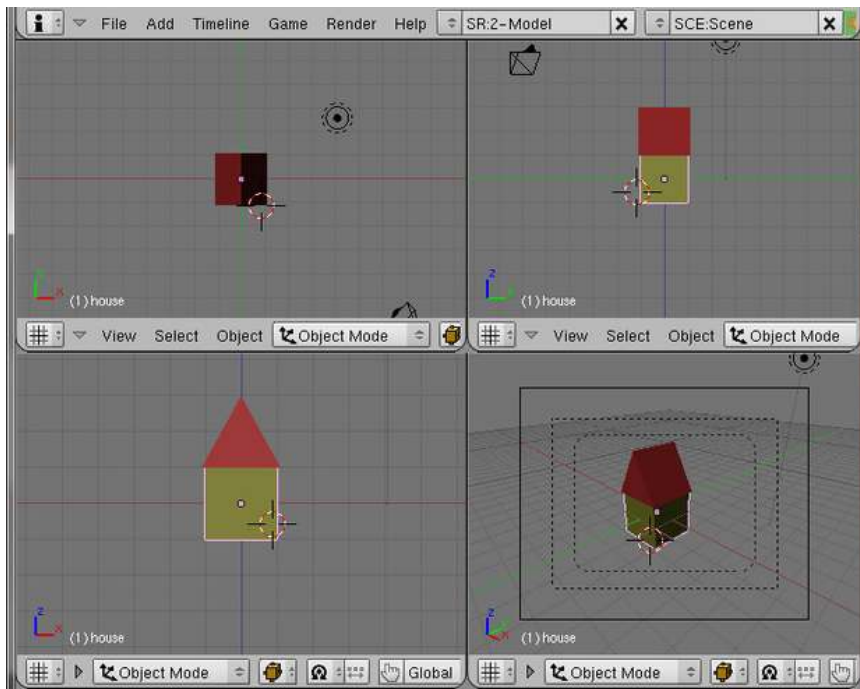 File Add Timeline Game Render Help SR:2-Model SCE:Scene
(1) house
(1) house
View Select Object Object Mode
View Select Object Object Mode
z
x
(1) house
z
x
(1) house
Object Mode Global
Object Mode